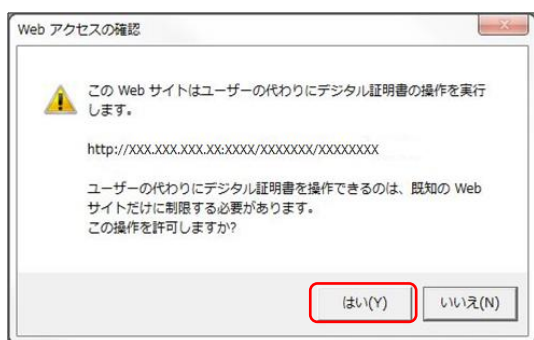 Web アクセスの確認
この Web サイトはユーザーの代わりにデジタル証明書の操作を実行
します。
http://XXX.XXX.XXX.XX:XXXX/XXXXXXX/XXXXXXXX
ユーザーの代わりにデジタル証明書を操作できるのは、既知の Web
サイトだけに制限する必要があります。
この操作を許可しますか?
はい(Y)
いいえ(N)